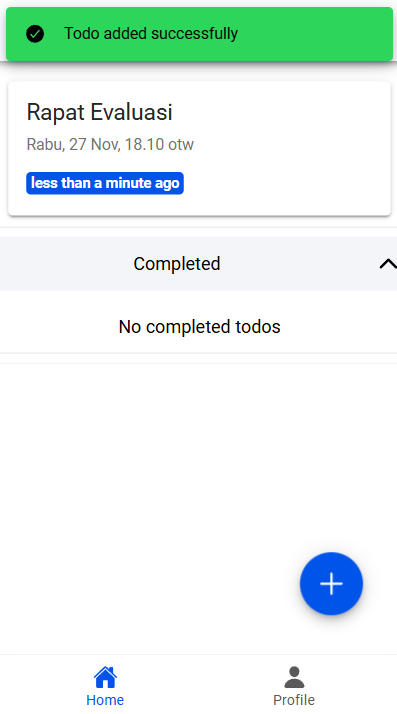 Todo added successfully
Rapat Evaluasi
Rabu, 27 Nov, 18.10 otw
less than a minute ago
Completed
No completed todos
Home
Profile